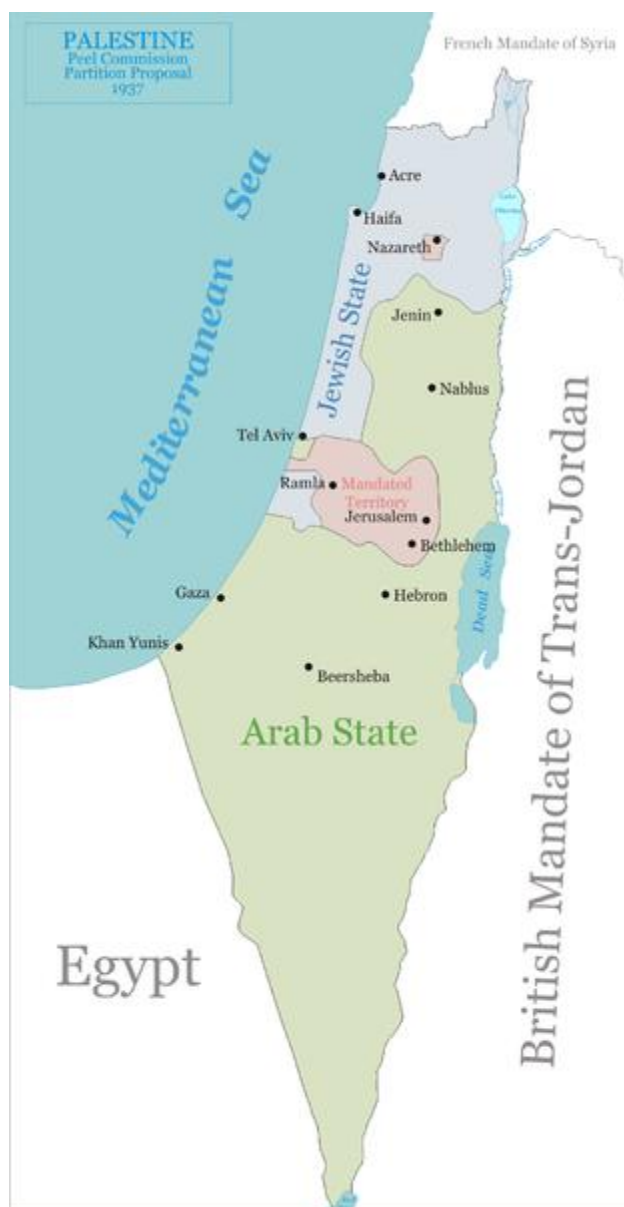 PALESTINE
Peel Commission
Partition Proposal
1937
French Mandate of Syria
Mediterranean Sea
Acre
Haifa
Nazareth
Jewish State
Jenin
Nablus
Tel Aviv
Ramla
Mandated
Territory
Jerusalem
Bethlehem
Gaza
Hebron
Dead Sea
Khan Yunis
Beersheba
Arab State
Egypt
British Mandate of Trans-Jordan